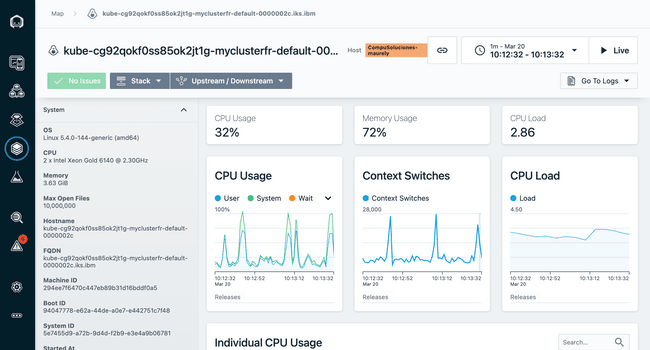 Map > kube-cg92qokf0ss85ok2jt1g-myclusterfr-default-0000002c.iks.ibm
kube-cg92qokf0ss85ok2jt1g-myclusterfr-default-00... Host CompuSoluciones-maurely
1m - Mar 20
10:12:32 - 10:13:32
Live
No Issues
Stack
Upstream / Downstream
Go To Logs
System
OS
Linux 5.4.0-144-generic (amd64)
CPU
2 x Intel Xeon Gold 6140 @ 2.30GHz
Memory
3.63 GiB
Max Open Files
10,000,000
Hostname
kube-cg92qokf0ss85ok2jt1g-myclusterfr-default-
0000002c
FQDN
kube-cg92qokf0ss85ok2jt1g-myclusterfr-default-
0000002c.iks.ibm
Machine ID
294ee7f6470c447eb89b31d16bddf0a5
Boot ID
94047778-e62a-44de-a0e7-e442751c7f48
System ID
5e7455d9-a72b-9d4d-f2b9-e3e4a9b06781
Started At
CPU Usage
32%
Memory Usage
72%
CPU Load
2.86
CPU Usage
User System Wait
100%
10:12:32 10:12:52 10:13:12 10:13:32
Mar 20
Releases
Context Switches
Context Switches
28,000
10:12:32 10:12:52 10:13:12 10:13:32
Mar 20
Releases
CPU Load
Load
4.50
10:12:32 10:12:52 10:13:12 10:13:32
Mar 20
Releases
Individual CPU Usage
Search...